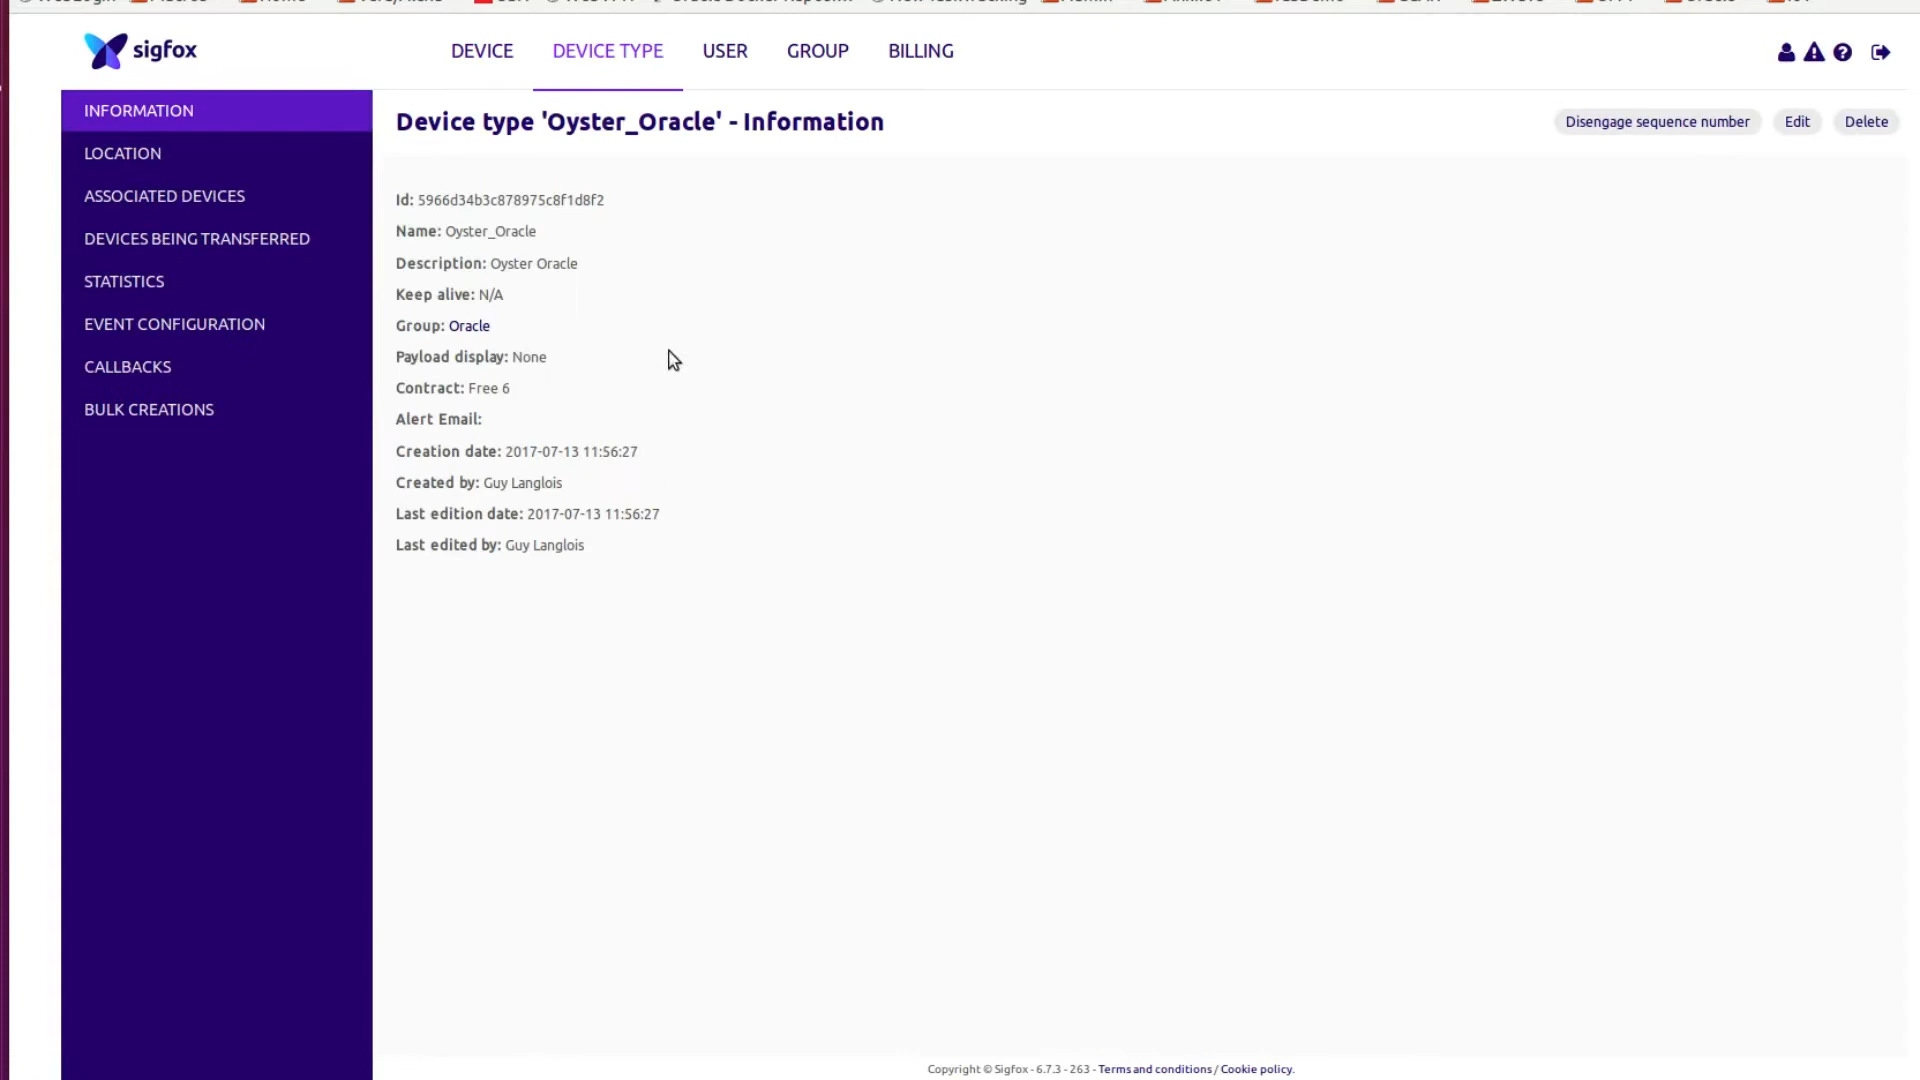 sigfox
DEVICE
DEVICE TYPE
USER
GROUP
BILLING
INFORMATION
LOCATION
ASSOCIATED DEVICES
DEVICES BEING TRANSFERRED
STATISTICS
EVENT CONFIGURATION
CALLBACKS
BULK CREATIONS
Device type 'Oyster_Oracle' - Information
Disengage sequence number
Edit
Delete
Id: 5966d34b3c878975c8f1d8f2
Name: Oyster_Oracle
Description: Oyster Oracle
Keep alive: N/A
Group: Oracle
Payload display: None
Contract: Free 6
Alert Email:
Creation date: 2017-07-13 11:56:27
Created by: Guy Langlois
Last edition date: 2017-07-13 11:56:27
Last edited by: Guy Langlois
Copyright © Sigfox - 6.7.3 - 263 - Terms and conditions / Cookie policy.